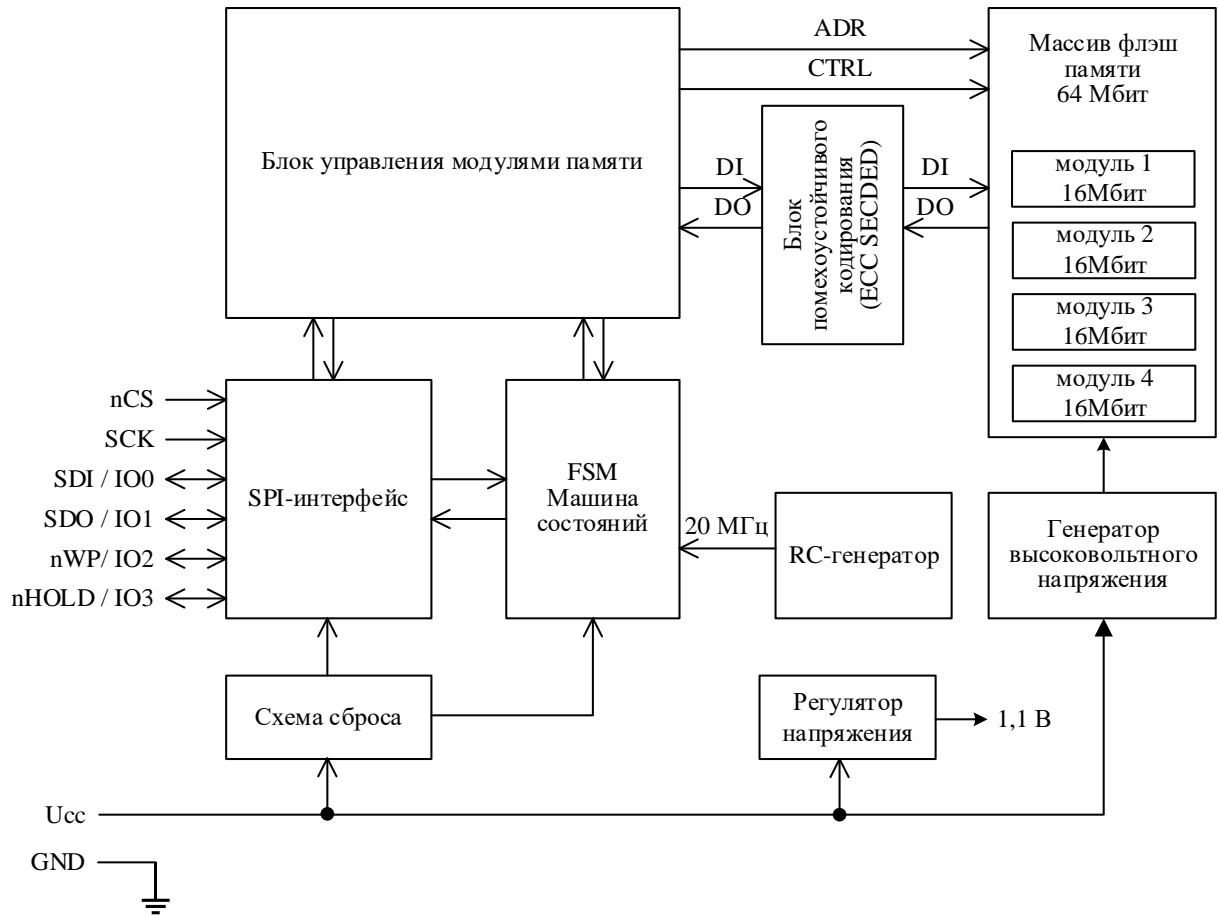 ADR
CTRL
Массив флэш
памяти
64 Мбит
Блок управления модулями памяти
DI
DO
Блок
помехоустойчивого
кодирования
(ECC SECDED)
DI
DO
модуль 1
16Мбит
модуль 2
16Мбит
модуль 3
16Мбит
модуль 4
16Мбит
nCS
SCK
SDI / IO0
SDO / IO1
nWP/ IO2
nHOLD / IO3
SPI-интерфейс
FSM
Машина
состояний
20 МГц
RC-генератор
Генератор
высоковольтного
напряжения
Схема сброса
Регулятор
напряжения
1,1 В
Ucc
GND